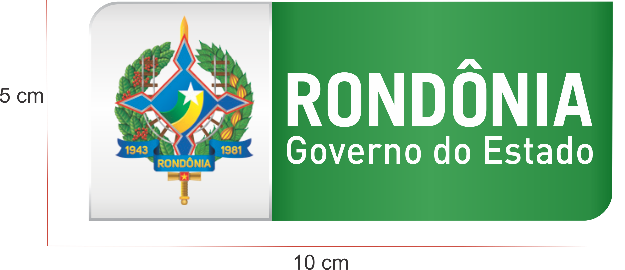 5 cm
1943 1981
RONDÔNIA
RONDÔNIA
Governo do Estado
10 cm